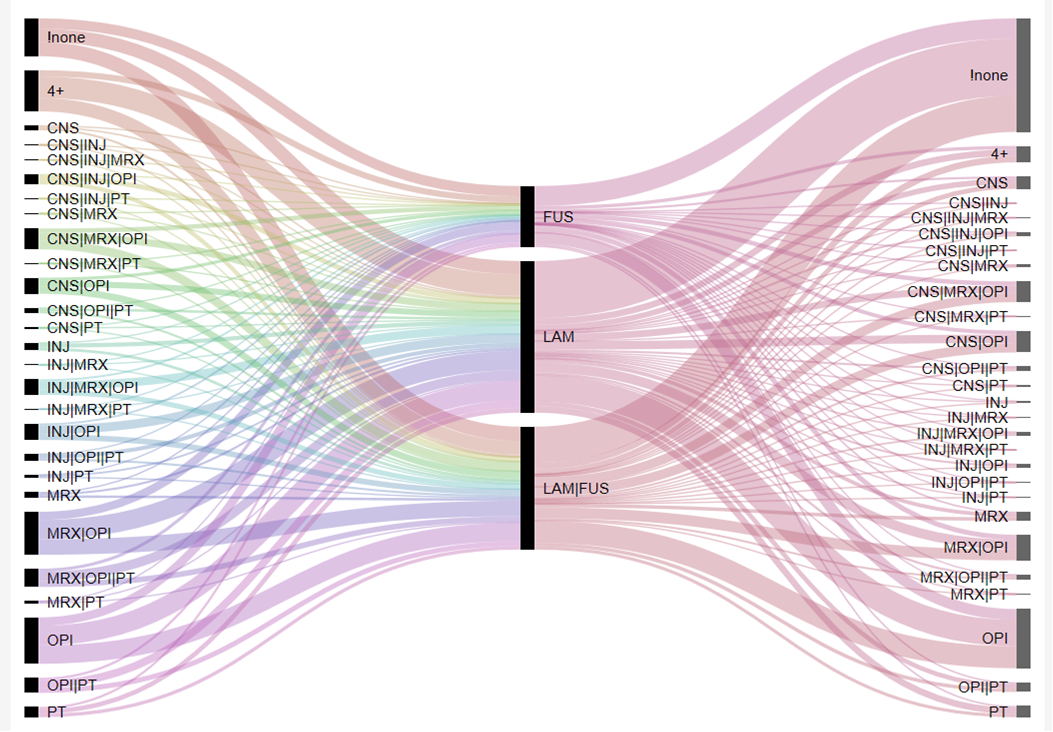 !none
4+
CNS
CNS|INJ
CNS|INJ|MRX
CNS|INJ|OPI
CNS|INJ|PT
CNS|MRX
CNS|MRX|OPI
CNS|MRX|PT
CNS|OPI
CNS|OPI|PT
CNS|PT
INJ
INJ|MRX
INJ|MRX|OPI
INJ|MRX|PT
INJ|OPI
INJ|OPI|PT
INJ|PT
MRX
MRX|OPI
MRX|OPI|PT
MRX|PT
OPI
OPI|PT
PT
FUS
LAM
LAM|FUS
!none
4+
CNS
CNS|INJ
CNS|INJ|MRX
CNS|INJ|OPI
CNS|INJ|PT
CNS|MRX
CNS|MRX|OPI
CNS|MRX|PT
CNS|OPI
CNS|OPI|PT
CNS|PT
INJ
INJ|MRX
INJ|MRX|OPI
INJ|MRX|PT
INJ|OPI
INJ|OPI|PT
INJ|PT
MRX
MRX|OPI
MRX|OPI|PT
MRX|PT
OPI
OPI|PT
PT